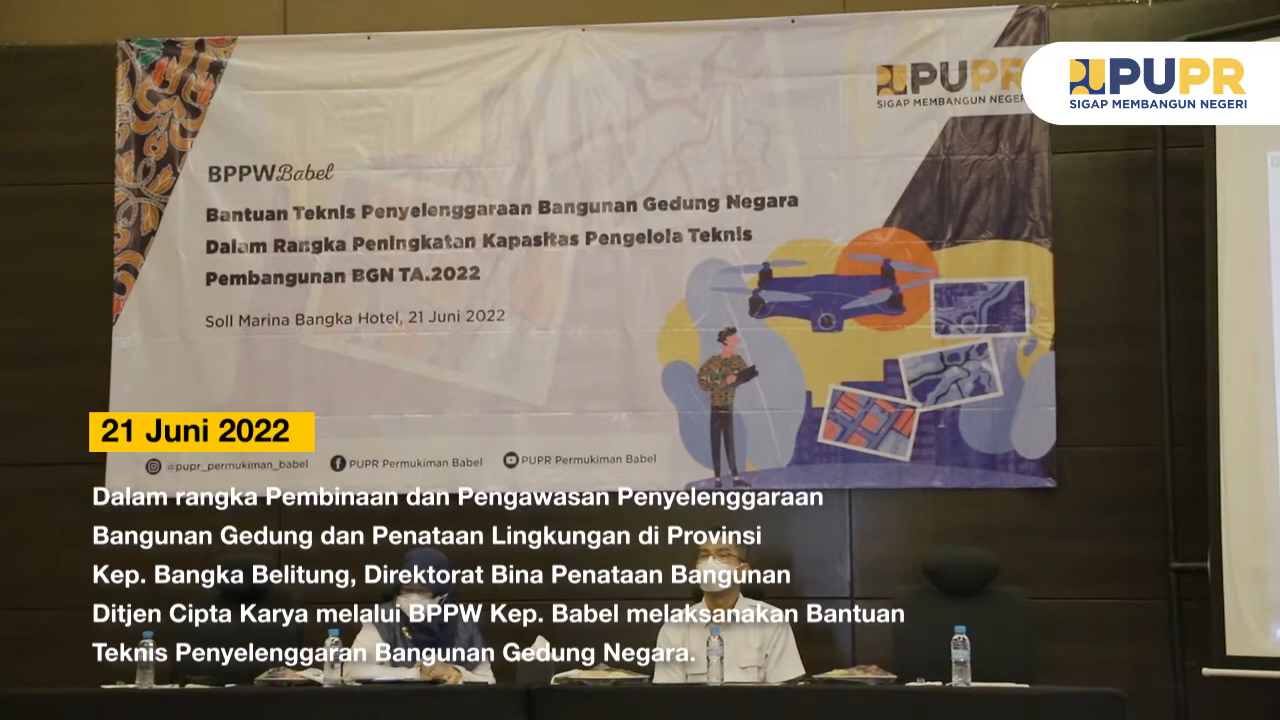 PUPR
SIGAP MEMBANGUN NEGERI
PUPR
SIGAP MEMBANGUN NEGERI
BPPW Babel
Bantuan Teknis Penyelenggaraan Bangunan Gedung Negara
Dalam Rangka Peningkatan Kapasitas Pengelola Teknis
Pembangunan BGN TA.2022
Soll Marina Bangka Hotel, 21 Juni 2022
21 Juni 2022
@pupr_permukiman_babel PUPR Permukiman Babel PUPR Permukiman Babel
Dalam rangka Pembinaan dan Pengawasan Penyelenggaraan
Bangunan Gedung dan Penataan Lingkungan di Provinsi
Kep. Bangka Belitung, Direktorat Bina Penataan Bangunan
Ditjen Cipta Karya melalui BPPW Kep. Babel melaksanakan Bantuan
Teknis Penyelenggaran Bangunan Gedung Negara.